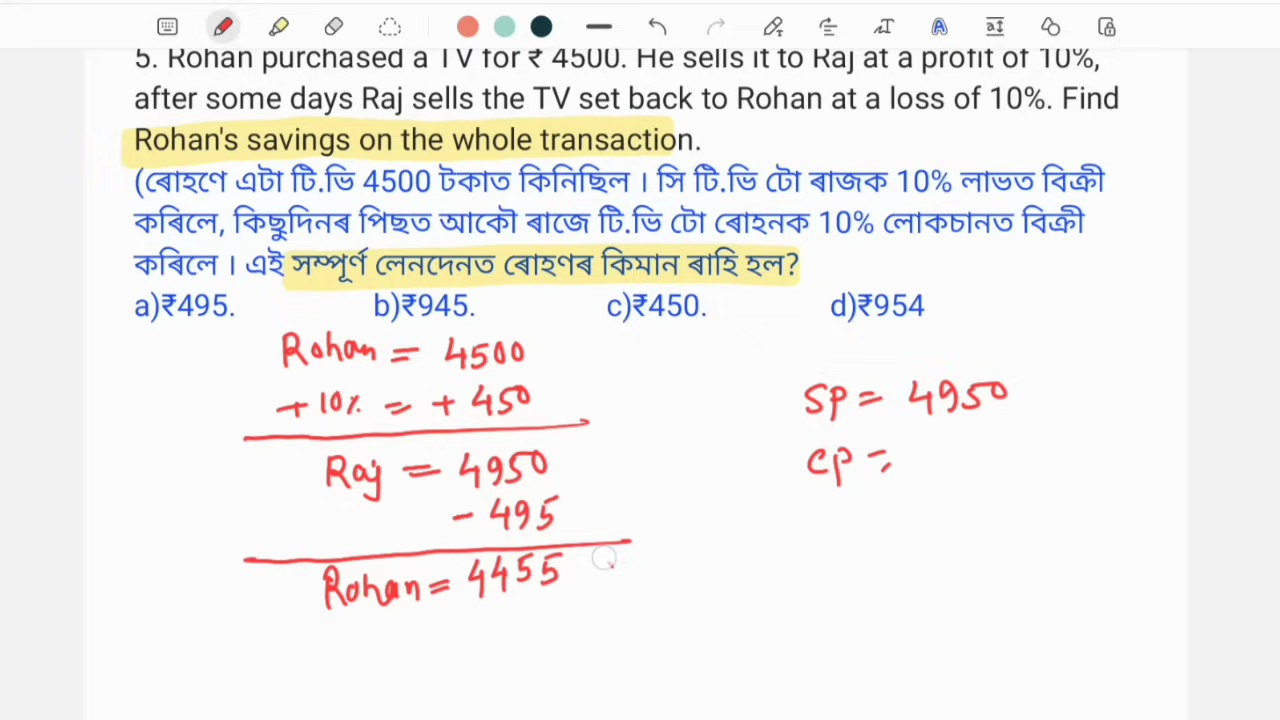 5. Rohan purchased a TV for ₹ 4500. He sells it to Raj at a profit of 10%,
after some days Raj sells the TV set back to Rohan at a loss of 10%. Find
Rohan's savings on the whole transaction.
(ৰোহণে এটা টি.ভি 4500 টকাত কিনিছিল । সি টি.ভি টো ৰাজক 10% লাভত বিক্ৰী
কৰিলে, কিছুদিনৰ পিছত আকৌ ৰাজে টি.ভি টো ৰোহনক 10% লোকচানত বিক্ৰী
কৰিলে । এই সম্পূৰ্ণ লেনদেনত ৰোহণৰ কিমান ৰাহি হল?
a)₹495. b)₹945. c)₹450. d)₹954
Rohan = 4500
+ 10% = + 450
SP = 4950
Raj = 4950
CP =
- 495
Rohan = 4455